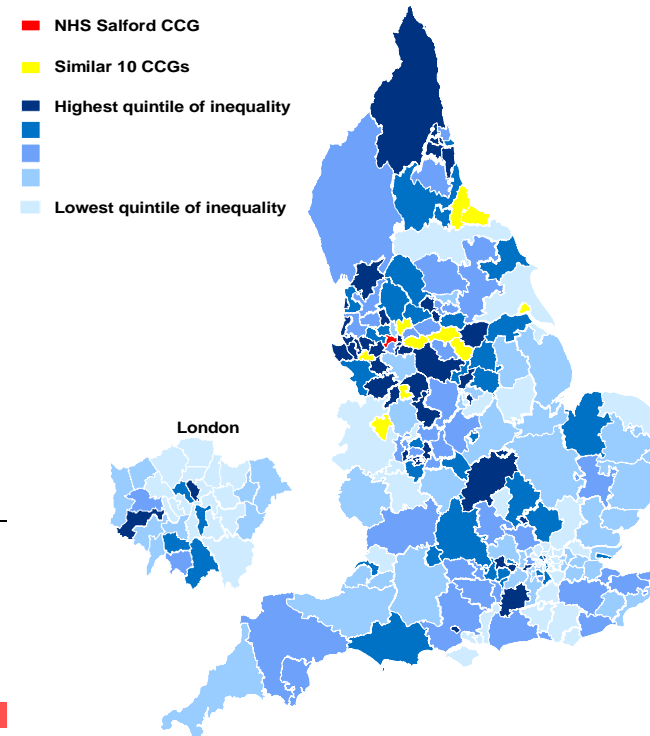 NHS Salford CCG
Similar 10 CCGs
Highest quintile of inequality
Lowest quintile of inequality
London